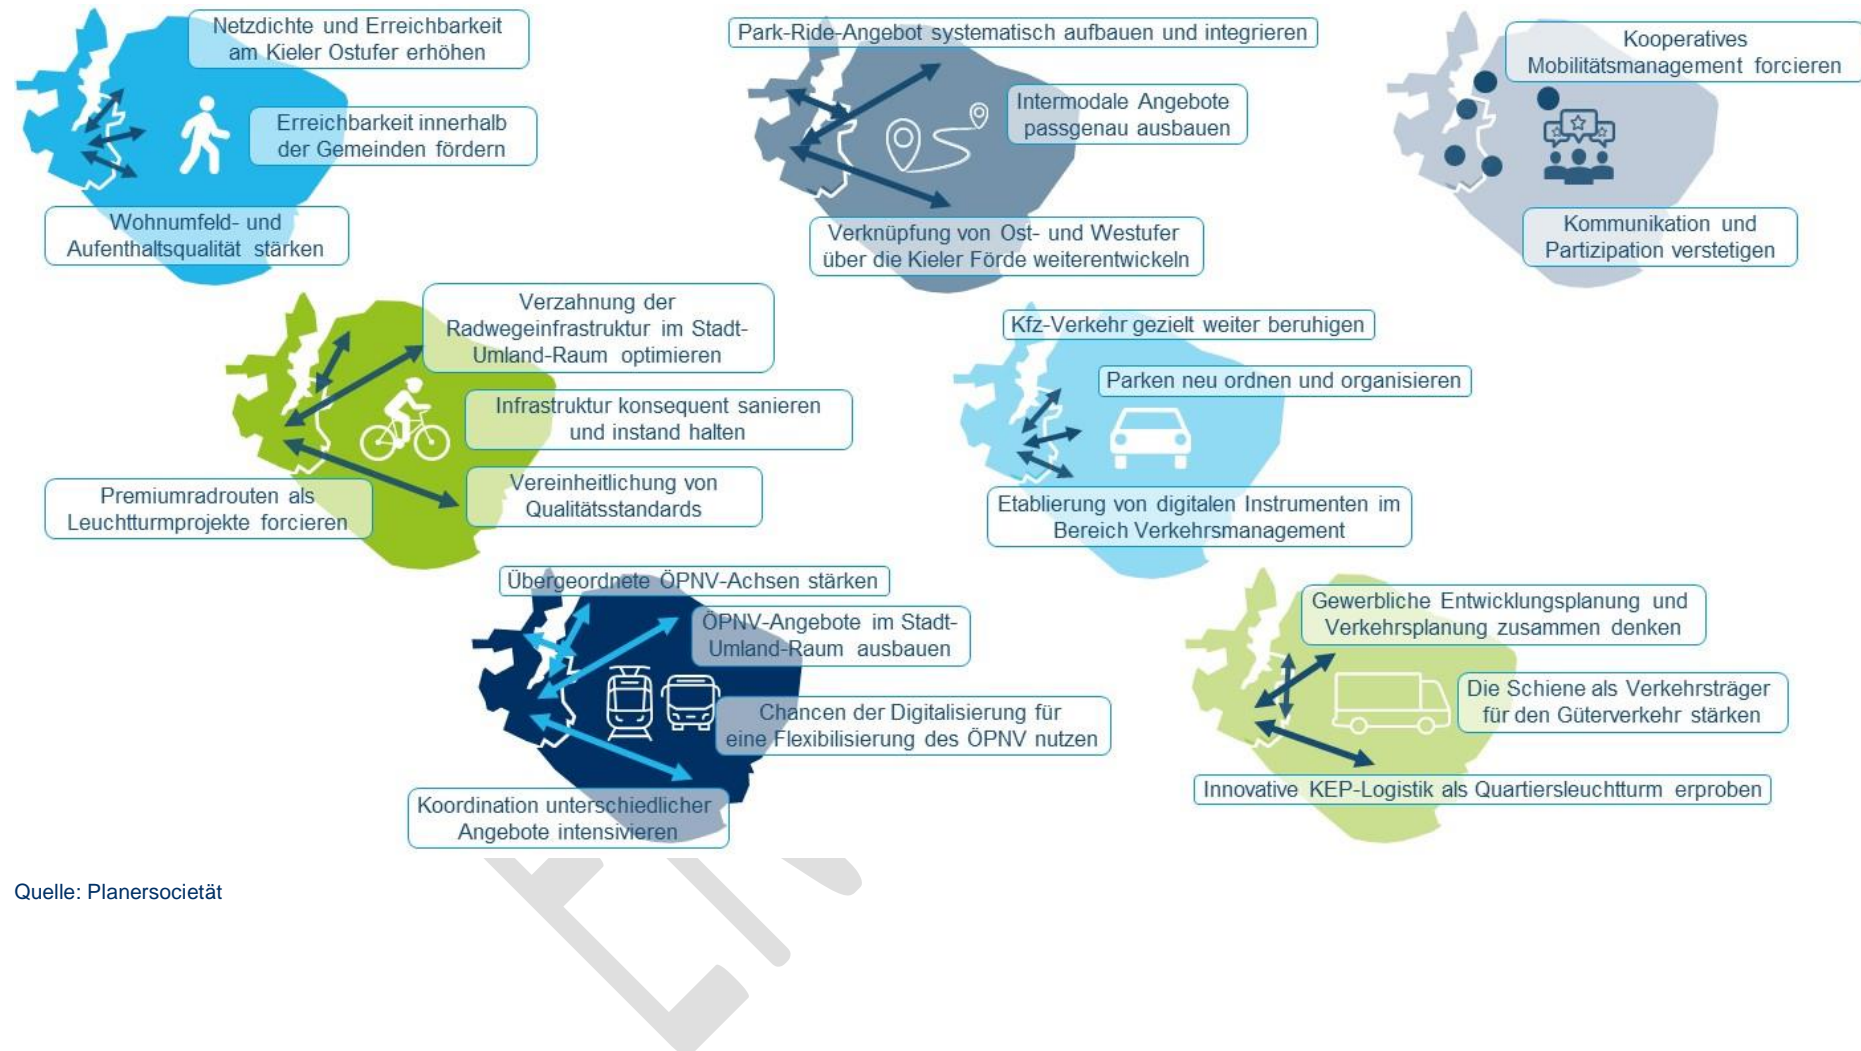 Netzdichte und Erreichbarkeit
am Kieler Ostufer erhöhen
Erreichbarkeit innerhalb
der Gemeinden fördern
Wohnumfeld- und
Aufenthaltsqualität stärken
Park-Ride-Angebot systematisch aufbauen und integrieren
Intermodale Angebote
passgenau ausbauen
Verknüpfung von Ost- und Westufer
über die Kieler Förde weiterentwickeln
Kooperatives
Mobilitätsmanagement forcieren
Kommunikation und
Partizipation verstetigen
Verzahnung der
Radwegeinfrastruktur im Stadt-
Umland-Raum optimieren
Infrastruktur konsequent sanieren
und instand halten
Vereinheitlichung von
Qualitätsstandards
Premiumradrouten als
Leuchtturmprojekte forcieren
Kfz-Verkehr gezielt weiter beruhigen
Parken neu ordnen und organisieren
Etablierung von digitalen Instrumenten im
Bereich Verkehrsmanagement
Übergeordnete ÖPNV-Achsen stärken
ÖPNV-Angebote im Stadt-
Umland-Raum ausbauen
Chancen der Digitalisierung für
eine Flexibilisierung des ÖPNV nutzen
Koordination unterschiedlicher
Angebote intensivieren
Gewerbliche Entwicklungsplanung und
Verkehrsplanung zusammen denken
Die Schiene als Verkehrsträger
für den Güterverkehr stärken
Innovative KEP-Logistik als Quartiersleuchtturm erproben
Quelle: Planersocietät